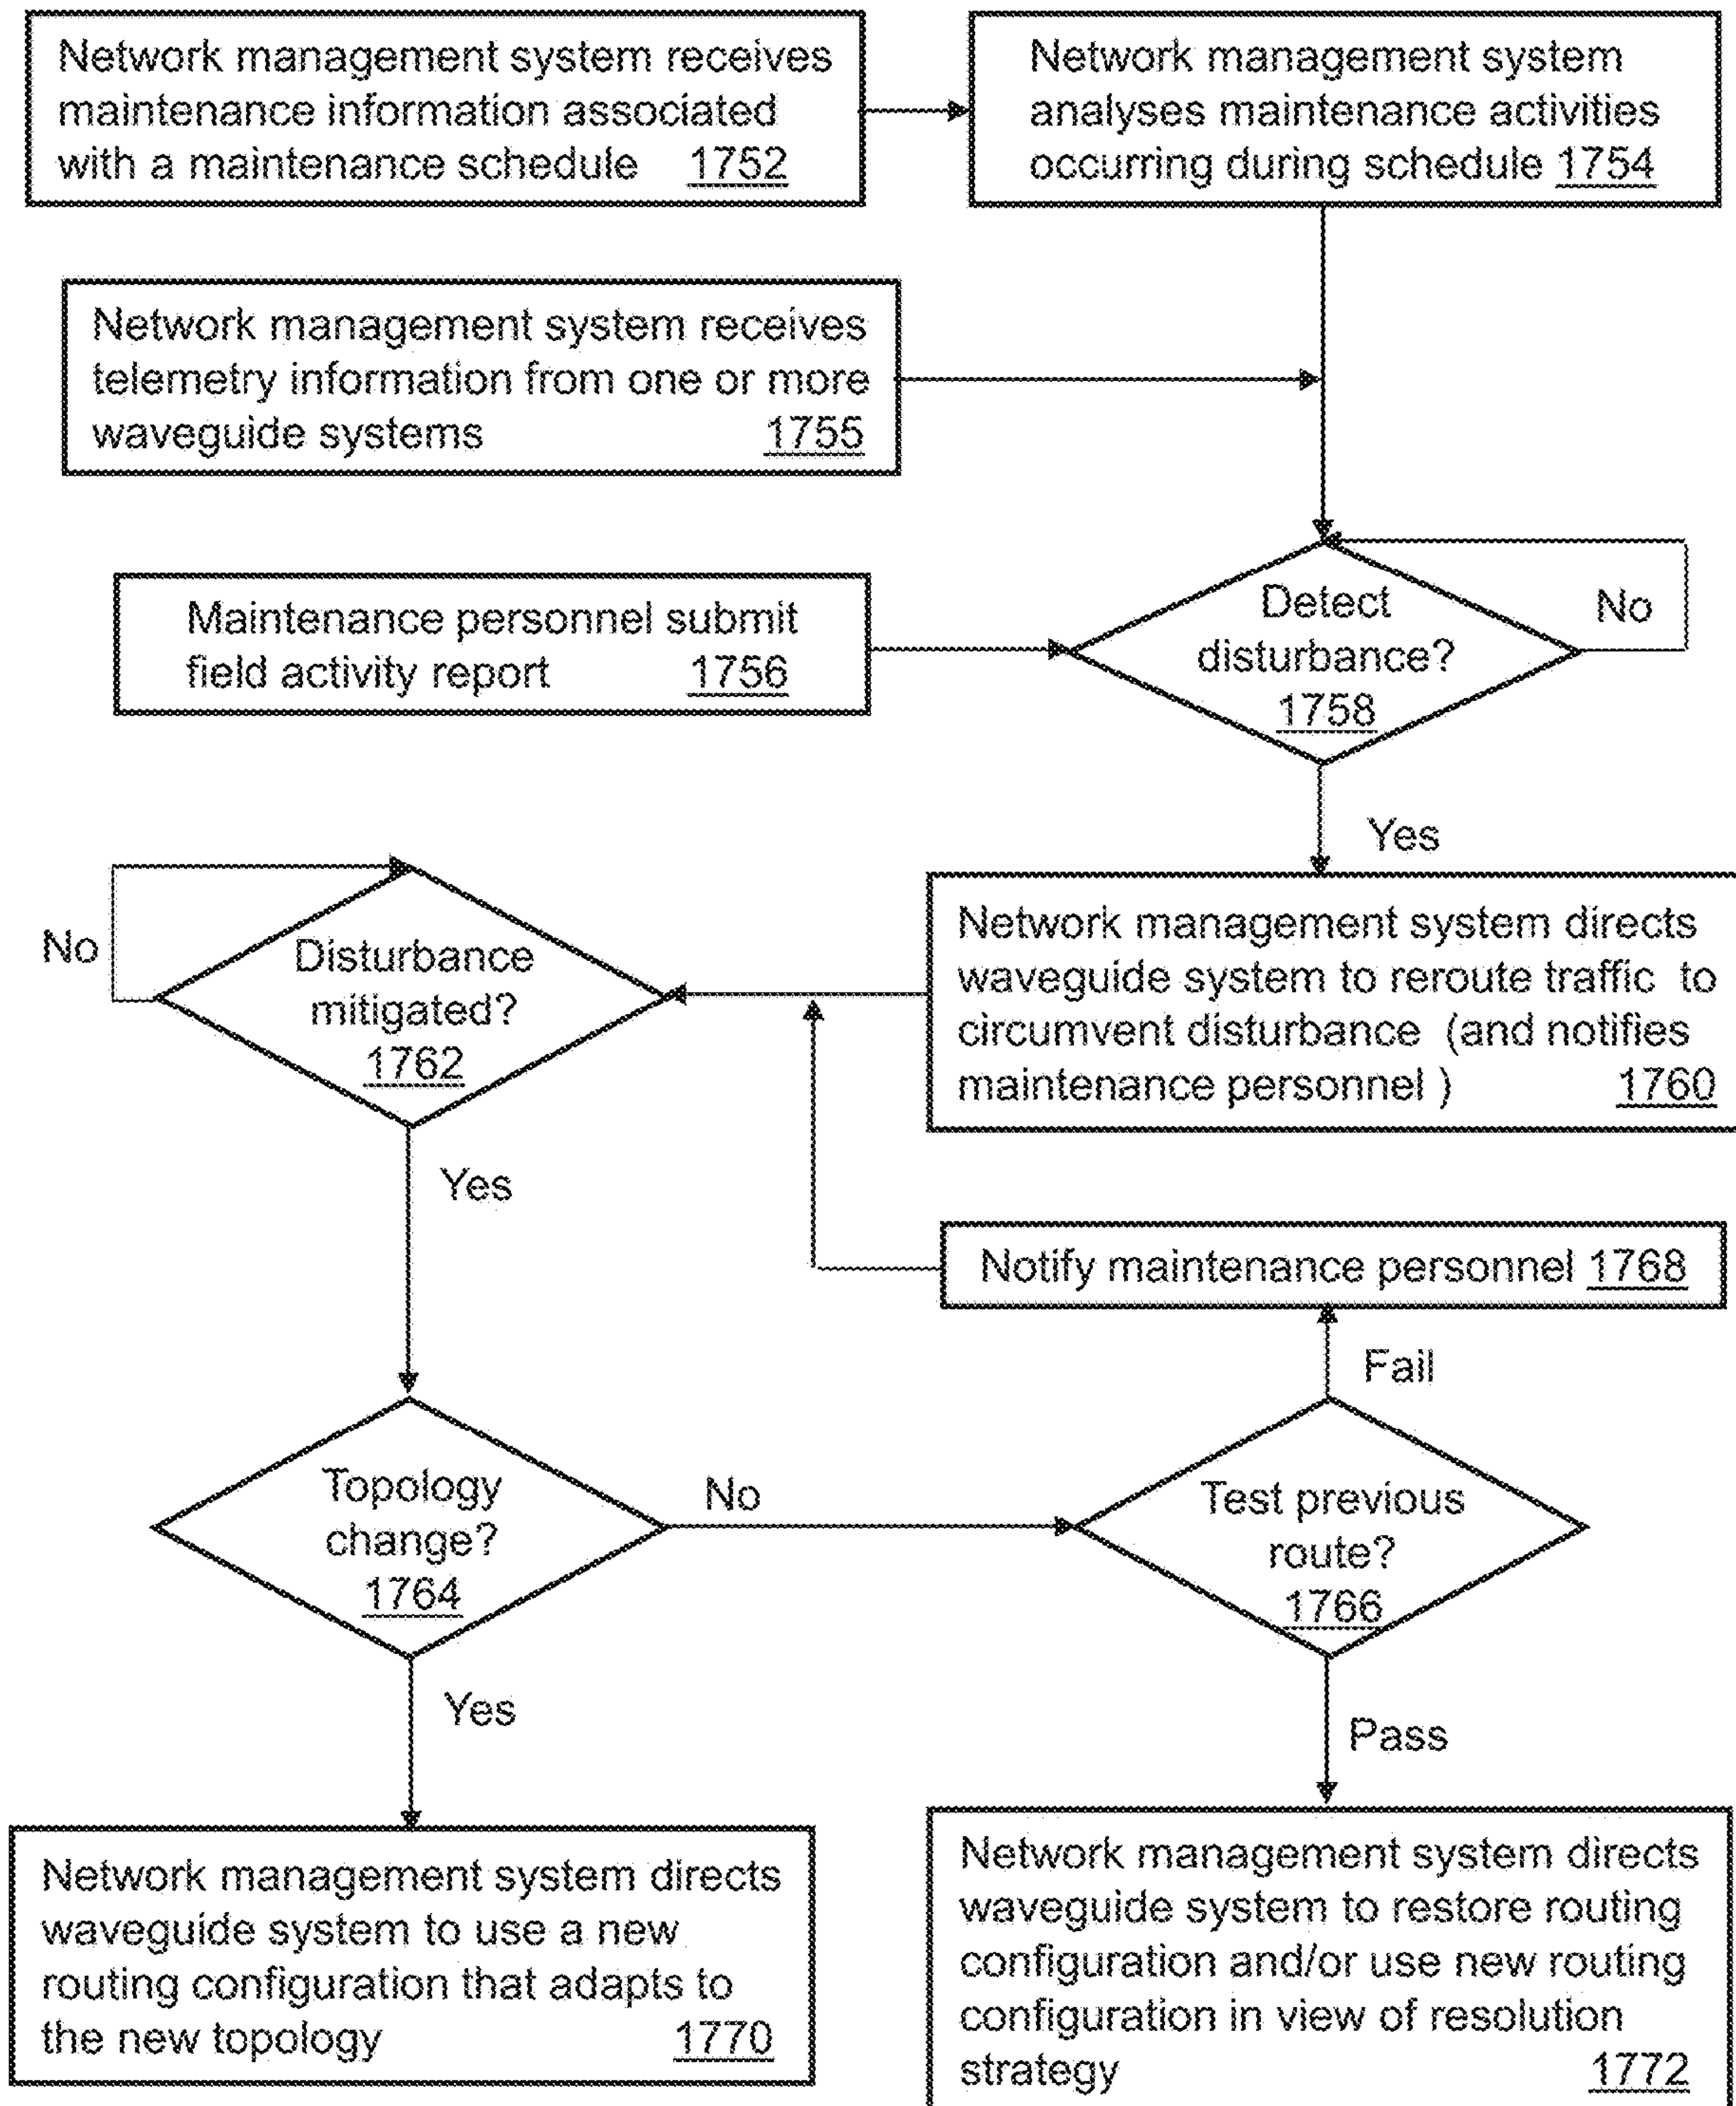 Network management system receives
maintenance information associated
with a maintenance schedule 1752
Network management system
analyses maintenance activities
occurring during schedule 1754
Network management system receives
telemetry information from one or more
waveguide systems 1755
Maintenance personnel submit
field activity report 1756
Detect
disturbance?
1758
No
Yes
Network management system directs
waveguide system to reroute traffic to
circumvent disturbance (and notifies
maintenance personnel ) 1760
Disturbance
mitigated?
1762
No
Yes
Notify maintenance personnel 1768
Fail
Topology
change?
1764
No
Test previous
route?
1766
Yes
Pass
Network management system directs
waveguide system to use a new
routing configuration that adapts to
the new topology 1770
Network management system directs
waveguide system to restore routing
configuration and/or use new routing
configuration in view of resolution
strategy 1772